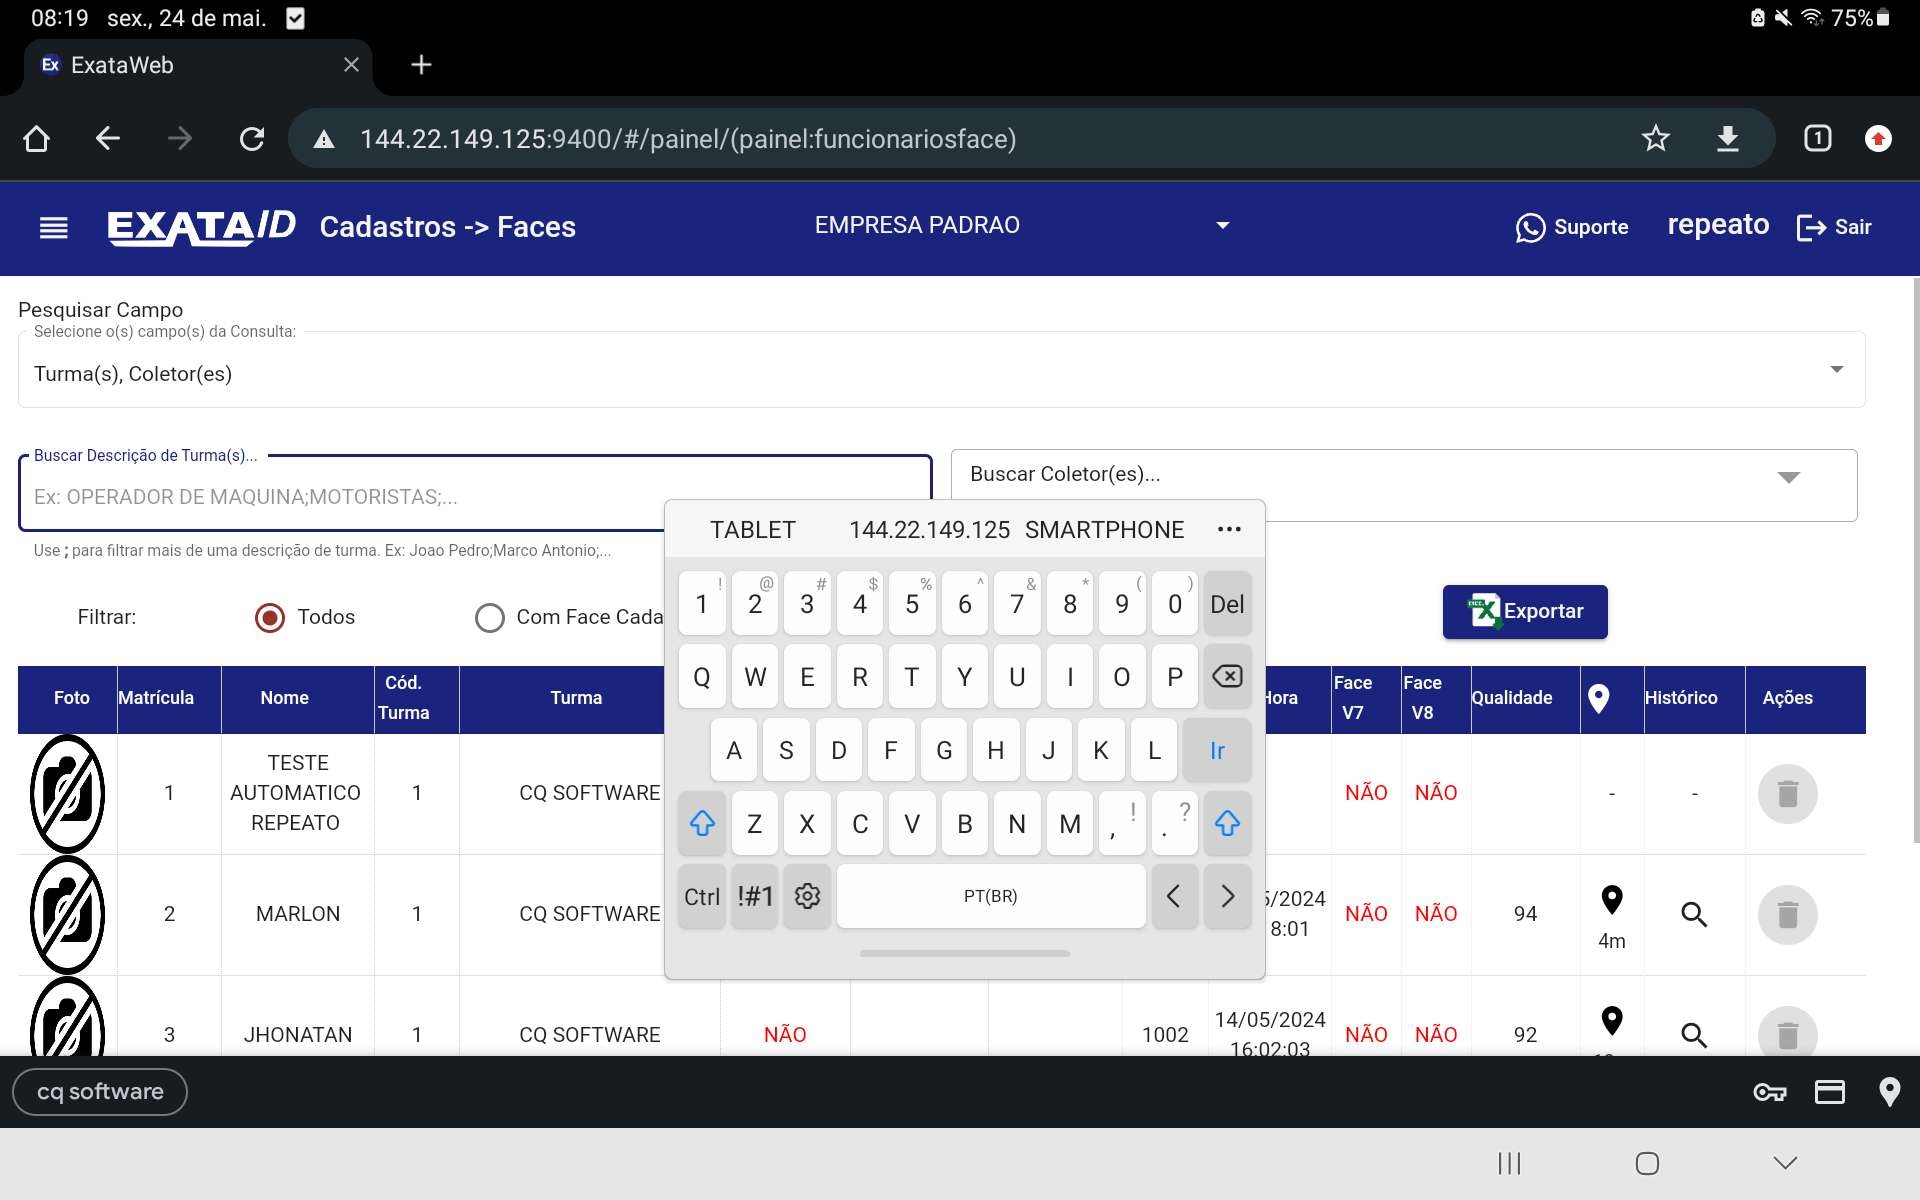 08:19 sex., 24 de mai. 75%
Ex ExataWeb
144.22.149.125:9400/#/painel/(painel:funcionariosface) 1
EXATA/ID Cadastros -> Faces EMPRESA PADRAO Suporte repeato Sair
Pesquisar Campo
Selecione o(s) campo(s) da Consulta:
Turma(s), Coletor(es)
Buscar Descrição de Turma(s)...
Ex: OPERADOR DE MAQUINA;MOTORISTAS;...
Buscar Coletor(es)...
Use ; para filtrar mais de uma descrição de turma. Ex: Joao Pedro;Marco Antonio;...
TABLET 144.22.149.125 SMARTPHONE ...
! @ # $ % ^ & * ( )
1 2 3 4 5 6 7 8 9 0 Del
Q W E R T Y U I O P
A S D F G H J K L Ir
Z X C V B N M , ! . ?
Ctrl !#1 PT(BR) < >
Filtrar: Todos Com Face Cada
Exportar
Foto Matrícula Nome Cód. Turma Turma Hora Face V7 Face V8 Qualidade Histórico Ações
1 TESTE AUTOMATICO REPEATO 1 CQ SOFTWARE NÃO NÃO - -
2 MARLON 1 CQ SOFTWARE 5/2024 8:01 NÃO NÃO 94 4m
3 JHONATAN 1 CQ SOFTWARE NÃO 1002 14/05/2024 16:02:03 NÃO NÃO 92
cq software